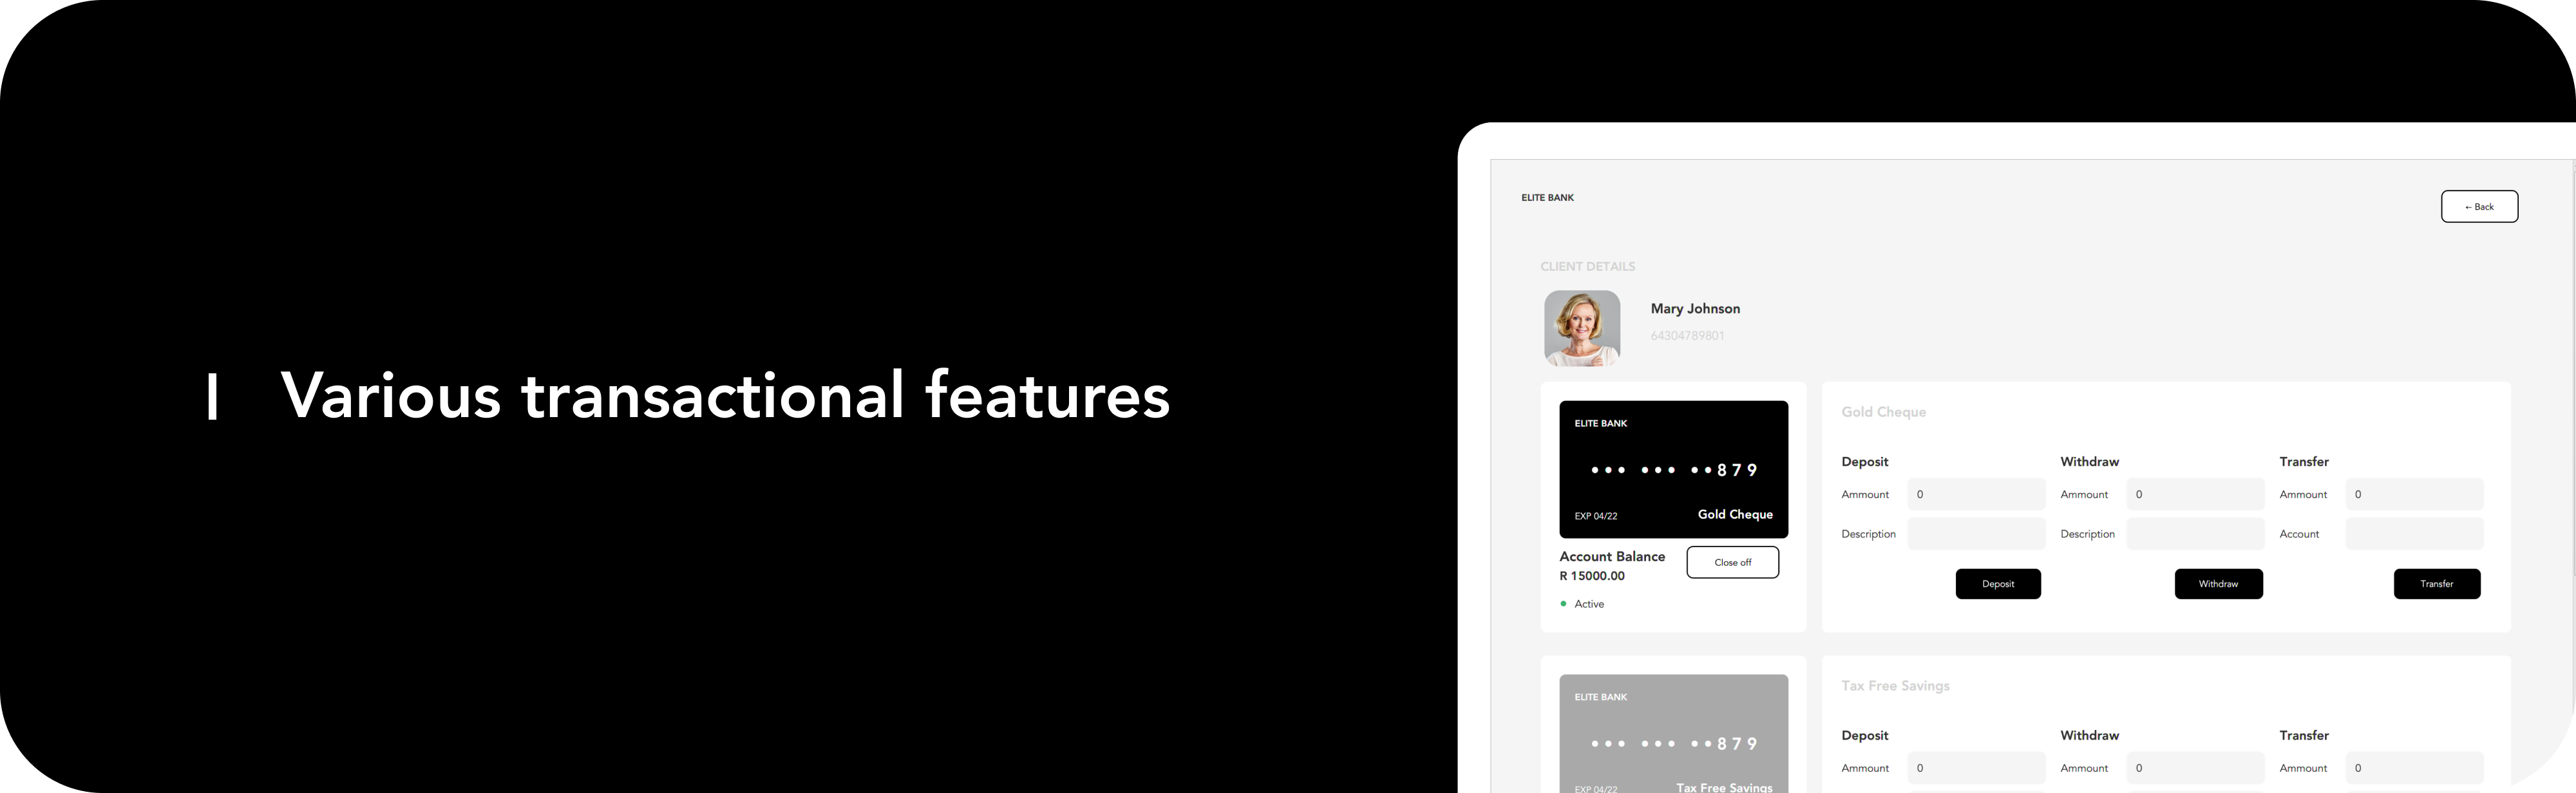 Various transactional features
ELITE BANK
← Back
CLIENT DETAILS
Mary Johnson
64304789801
ELITE BANK
••• ••• ••879
EXP 04/22 Gold Cheque
Account Balance
R 15000.00
Close off
Active
Gold Cheque
Deposit Withdraw Transfer
Ammount 0 Ammount 0 Ammount 0
Description Description Account
Deposit Withdraw Transfer
ELITE BANK
••• ••• ••879
EXP 04/22 Tax Free Savings
Tax Free Savings
Deposit Withdraw Transfer
Ammount 0 Ammount 0 Ammount 0